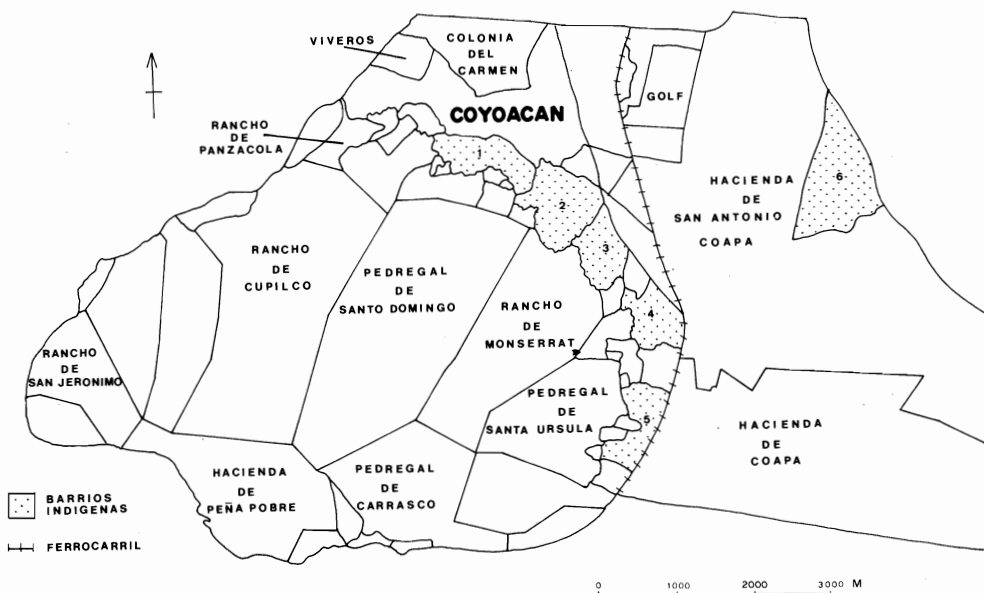 VIVEROS
COLONIA
DEL
CARMEN
GOLF
COYOACAN
RANCHO
DE
PANZACOLA
1
2
3
4
5
6
HACIENDA
DE
SAN ANTONIO
COAPA
RANCHO
DE
CUPILCO
PEDREGAL
DE
SANTO DOMINGO
RANCHO
DE
MONSERRAT
RANCHO
DE
SAN JERONIMO
PEDREGAL
DE
SANTA URSULA
HACIENDA
DE
COAPA
HACIENDA
DE
PEÑA POBRE
PEDREGAL
DE
CARRASCO
BARRIOS
INDIGENAS
FERROCARRIL
0 1000 2000 3000 M